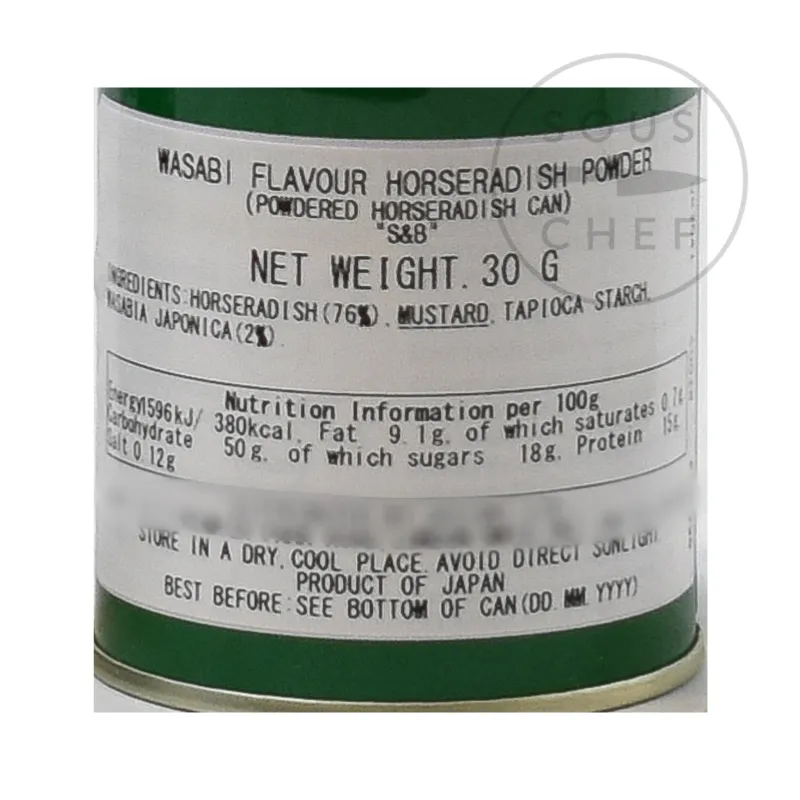 SOUS
CHEF
WASABI FLAVOUR HORSERADISH POWDER
(POWDERED HORSERADISH CAN)
"S&B"
NET WEIGHT. 30 G
INGREDIENTS:HORSERADISH(76%), MUSTARD, TAPIOCA STARCH,
WASABIA JAPONICA(2%).
Nutrition Information per 100g
Energy1596kJ/ 380kcal, Fat 9.1g, of which saturates 0.7g
Carbohydrate 50g, of which sugars 18g, Protein 15g
Salt 0.12g
STORE IN A DRY, COOL PLACE. AVOID DIRECT SUNLIGHT.
PRODUCT OF JAPAN
BEST BEFORE:SEE BOTTOM OF CAN(DD. MM. YYYY)